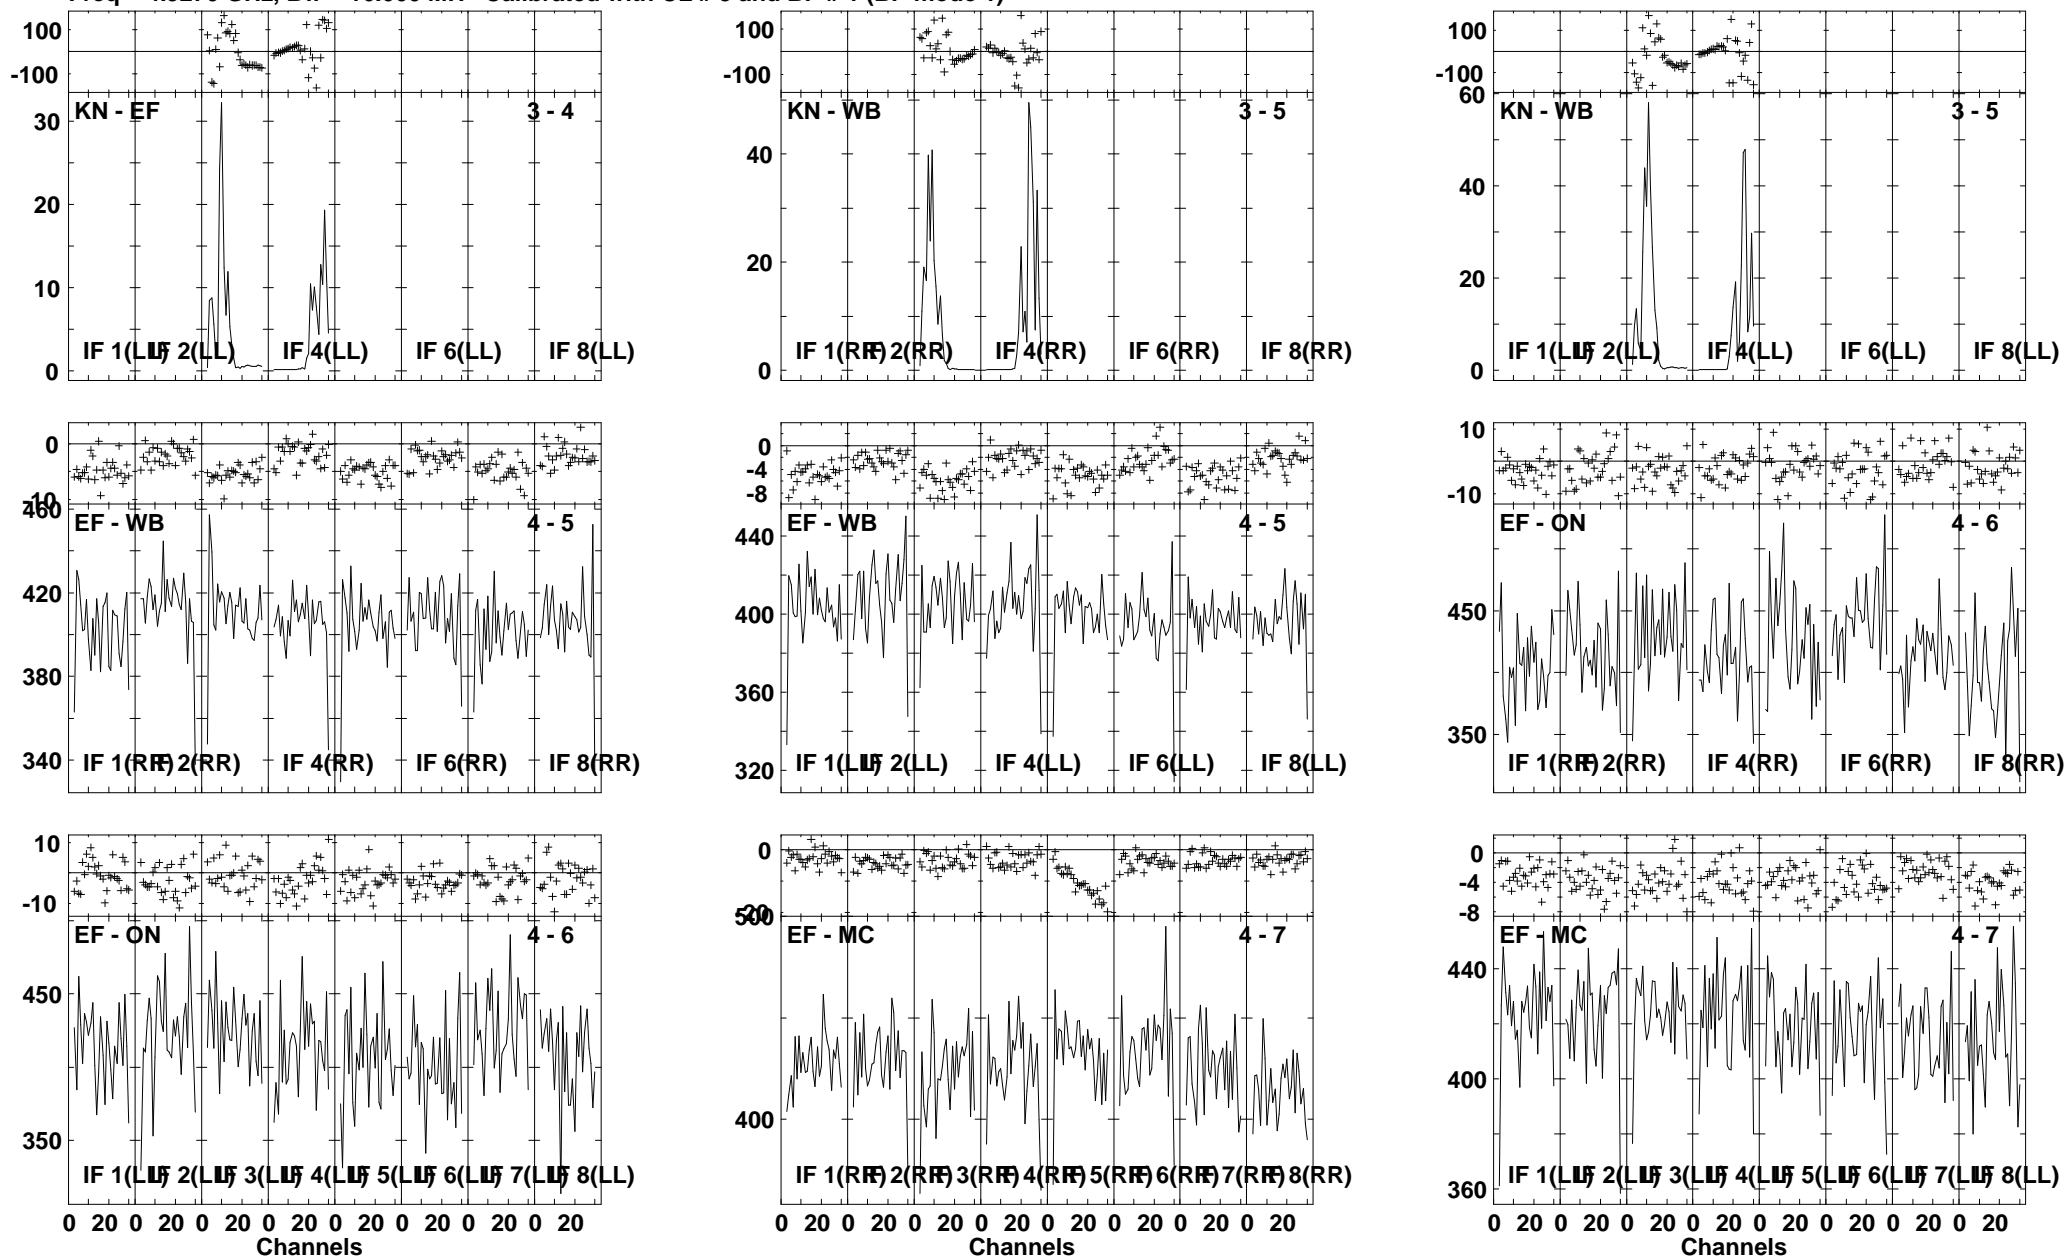 100
-100
KN - EF 3 - 4
30
20
10
0
IF 1(LL) IF 2(LL) IF 4(LL) IF 6(LL) IF 8(LL)
100
-100
KN - WB 3 - 5
40
20
0
IF 1(RR) IF 2(RR) IF 4(RR) IF 6(RR) IF 8(RR)
100
-100
60
KN - WB 3 - 5
40
20
0
IF 1(LL) IF 2(LL) IF 4(LL) IF 6(LL) IF 8(LL)
0
-10
460
EF - WB 4 - 5
420
380
340
IF 1(RR) IF 2(RR) IF 4(RR) IF 6(RR) IF 8(RR)
0
-4
-8
EF - WB 4 - 5
440
400
360
320
IF 1(LL) IF 2(LL) IF 4(LL) IF 6(LL) IF 8(LL)
10
-10
EF - ON 4 - 6
450
350
IF 1(RR) IF 2(RR) IF 4(RR) IF 6(RR) IF 8(RR)
10
-10
EF - ON 4 - 6
450
350
IF 1(LL) IF 2(LL) IF 3(LL) IF 4(LL) IF 5(LL) IF 6(LL) IF 7(LL) IF 8(LL)
0 20 0 20 0 20 0 20 0 20 0 20 0 20 0 20
Channels
0
-20
500
EF - MC 4 - 7
400
IF 1(RR) IF 2(RR) IF 3(RR) IF 4(RR) IF 5(RR) IF 6(RR) IF 7(RR) IF 8(RR)
0 20 0 20 0 20 0 20 0 20 0 20 0 20 0 20
Channels
0
-4
-8
EF - MC 4 - 7
440
400
360
IF 1(LL) IF 2(LL) IF 3(LL) IF 4(LL) IF 5(LL) IF 6(LL) IF 7(LL) IF 8(LL)
0 20 0 20 0 20 0 20 0 20 0 20 0 20 0 20
Channels